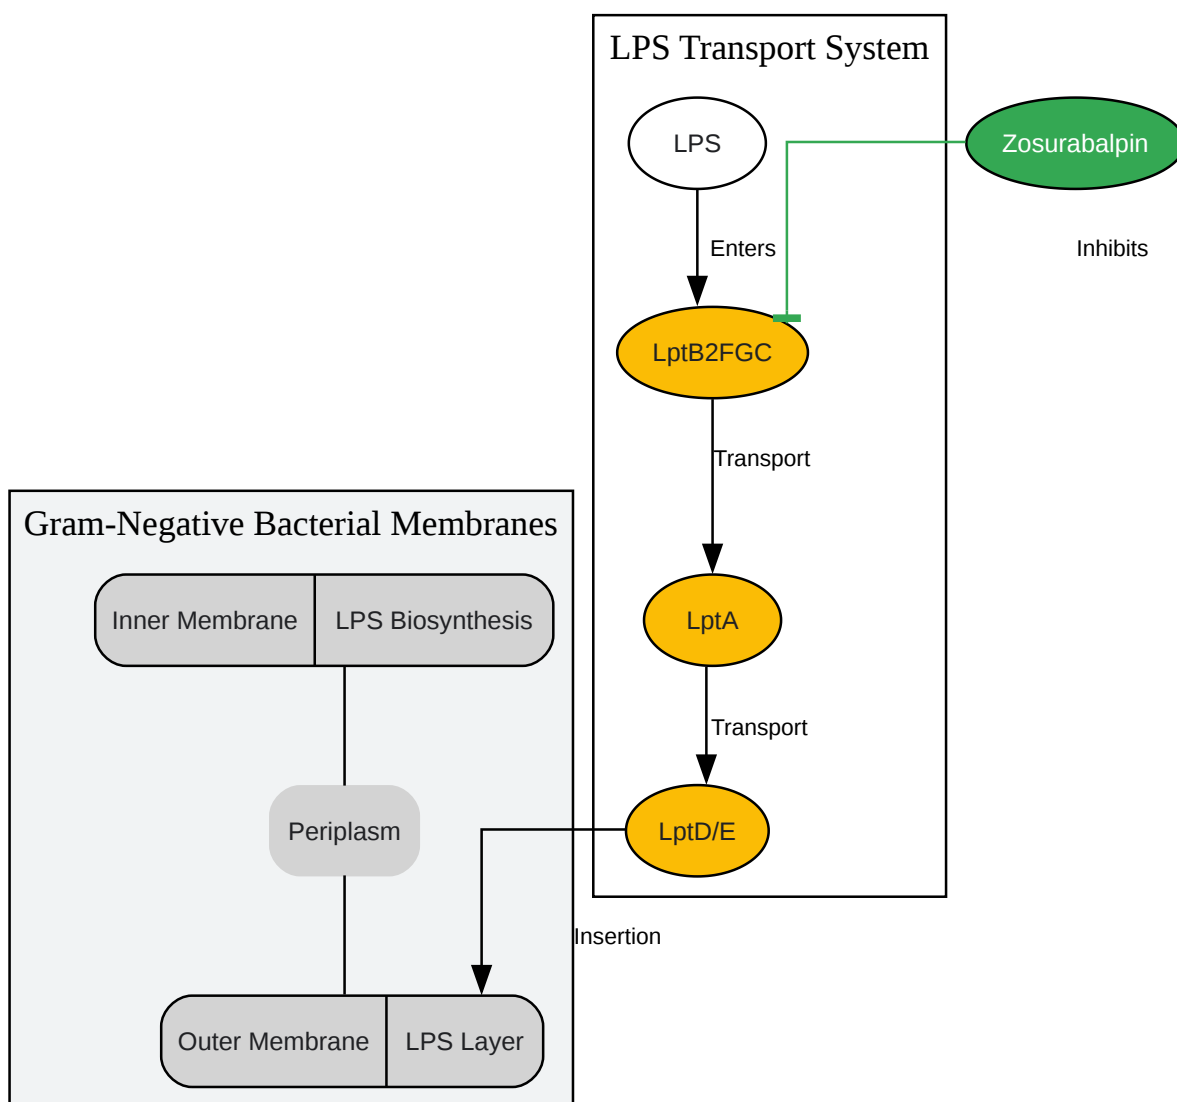 LPS Transport System
LPS
Zosurabalpin
Enters
Inhibits
LptB2FGC
Transport
Gram-Negative Bacterial Membranes
Inner Membrane
LPS Biosynthesis
LptA
Transport
Periplasm
LptD/E
Insertion
Outer Membrane
LPS Layer